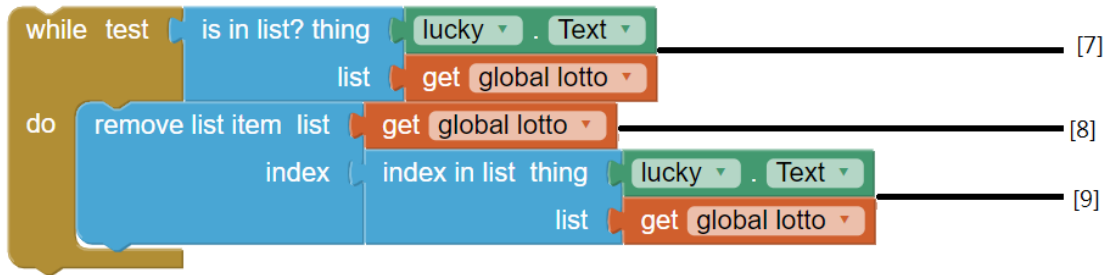 while test is in list? thing lucky . Text [7]
list get global lotto
do remove list item list get global lotto [8]
index index in list thing lucky . Text [9]
list get global lotto